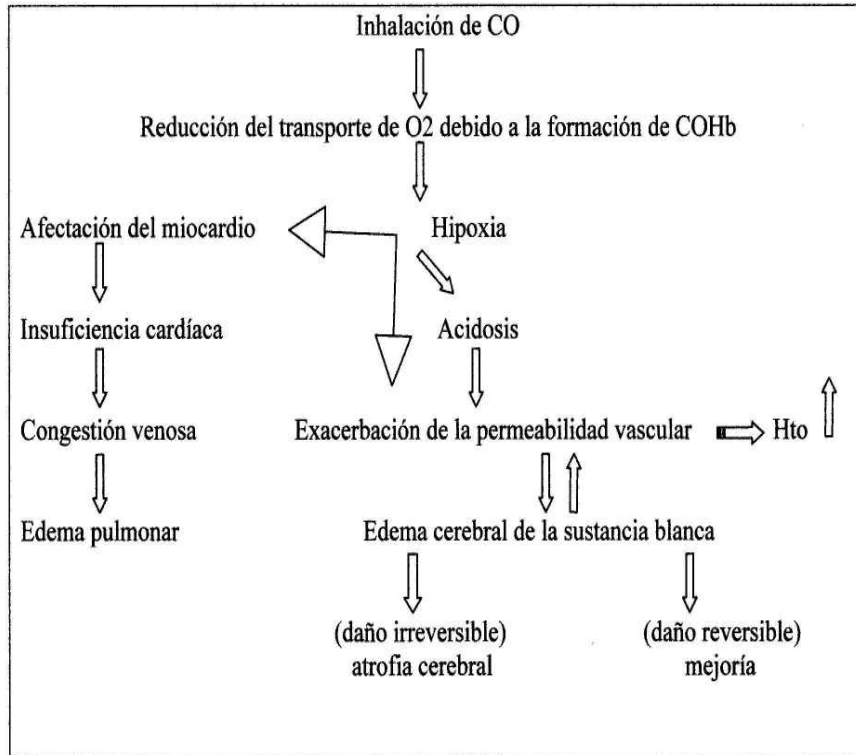 Inhalación de CO
Reducción del transporte de O2 debido a la formación de COHb
Afectación del miocardio
Hipoxia
Insuficiencia cardíaca
Acidosis
Congestión venosa
Exacerbación de la permeabilidad vascular
Hto
Edema pulmonar
Edema cerebral de la sustancia blanca
(daño irreversible)
atrofia cerebral
(daño reversible)
mejoría